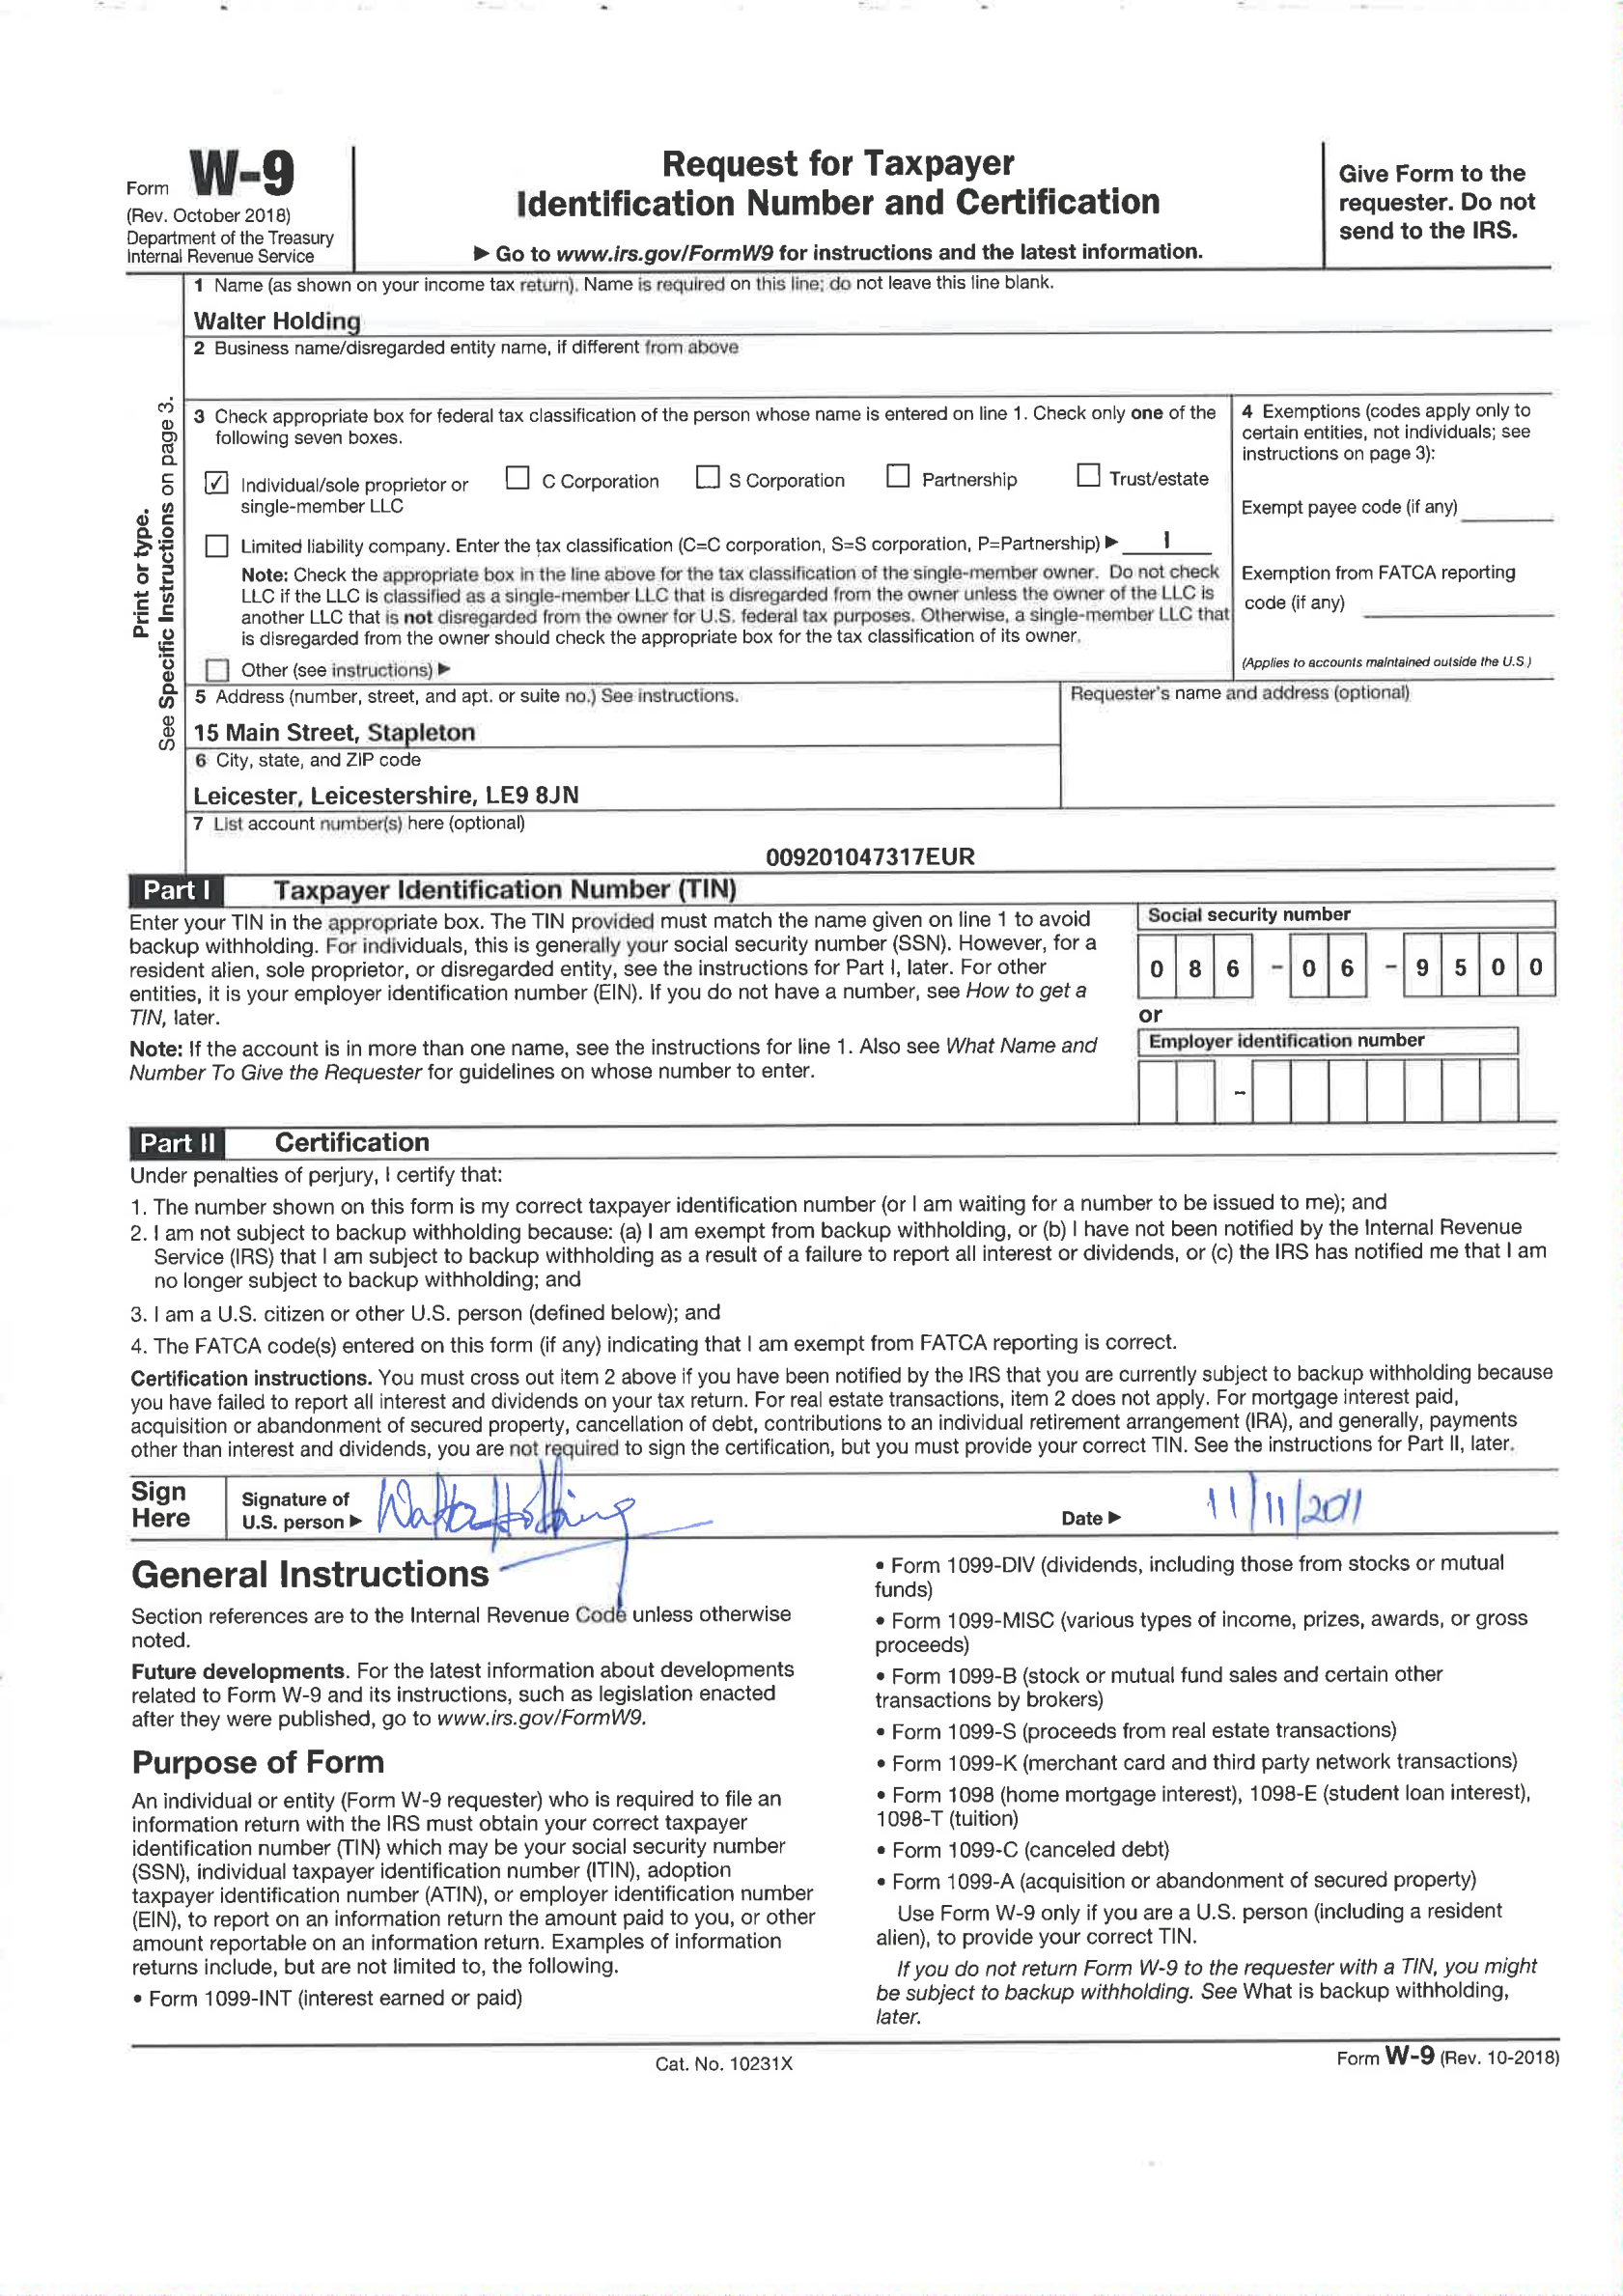 Form W-9
(Rev. October 2018)
Department of the Treasury
Internal Revenue Service
Request for Taxpayer
Identification Number and Certification
▶ Go to www.irs.gov/FormW9 for instructions and the latest information.
Give Form to the
requester. Do not
send to the IRS.
Print or type.
See Specific Instructions on page 3.
1 Name (as shown on your income tax return). Name is required on this line; do not leave this line blank.
Walter Holding
2 Business name/disregarded entity name, if different from above
3 Check appropriate box for federal tax classification of the person whose name is entered on line 1. Check only one of the
following seven boxes.
✓ Individual/sole proprietor or
single-member LLC
C Corporation
S Corporation
Partnership
Trust/estate
Limited liability company. Enter the tax classification (C=C corporation, S=S corporation, P=Partnership) ▶ I
Note: Check the appropriate box in the line above for the tax classification of the single-member owner. Do not check
LLC if the LLC is classified as a single-member LLC that is disregarded from the owner unless the owner of the LLC is
another LLC that is not disregarded from the owner for U.S. federal tax purposes. Otherwise, a single-member LLC that
is disregarded from the owner should check the appropriate box for the tax classification of its owner.
Other (see instructions) ▶
4 Exemptions (codes apply only to
certain entities, not individuals; see
instructions on page 3):
Exempt payee code (if any)
Exemption from FATCA reporting
code (if any)
(Applies to accounts maintained outside the U.S.)
5 Address (number, street, and apt. or suite no.) See instructions.
15 Main Street, Stapleton
Requester's name and address (optional)
6 City, state, and ZIP code
Leicester, Leicestershire, LE9 8JN
7 List account number(s) here (optional)
009201047317EUR
Part I Taxpayer Identification Number (TIN)
Enter your TIN in the appropriate box. The TIN provided must match the name given on line 1 to avoid
backup withholding. For individuals, this is generally your social security number (SSN). However, for a
resident alien, sole proprietor, or disregarded entity, see the instructions for Part I, later. For other
entities, it is your employer identification number (EIN). If you do not have a number, see How to get a
TIN, later.
Note: If the account is in more than one name, see the instructions for line 1. Also see What Name and
Number To Give the Requester for guidelines on whose number to enter.
Social security number
0 8 6 - 0 6 - 9 5 0 0
or
Employer identification number
-
Part II Certification
Under penalties of perjury, I certify that:
1. The number shown on this form is my correct taxpayer identification number (or I am waiting for a number to be issued to me); and
2. I am not subject to backup withholding because: (a) I am exempt from backup withholding, or (b) I have not been notified by the Internal Revenue
Service (IRS) that I am subject to backup withholding as a result of a failure to report all interest or dividends, or (c) the IRS has notified me that I am
no longer subject to backup withholding; and
3. I am a U.S. citizen or other U.S. person (defined below); and
4. The FATCA code(s) entered on this form (if any) indicating that I am exempt from FATCA reporting is correct.
Certification instructions. You must cross out item 2 above if you have been notified by the IRS that you are currently subject to backup withholding because
you have failed to report all interest and dividends on your tax return. For real estate transactions, item 2 does not apply. For mortgage interest paid,
acquisition or abandonment of secured property, cancellation of debt, contributions to an individual retirement arrangement (IRA), and generally, payments
other than interest and dividends, you are not required to sign the certification, but you must provide your correct TIN. See the instructions for Part II, later.
Sign
Here
Signature of
U.S. person ▶ Walter Holding
Date ▶ 11/11/2011
General Instructions
Section references are to the Internal Revenue Code unless otherwise
noted.
Future developments. For the latest information about developments
related to Form W-9 and its instructions, such as legislation enacted
after they were published, go to www.irs.gov/FormW9.
Purpose of Form
An individual or entity (Form W-9 requester) who is required to file an
information return with the IRS must obtain your correct taxpayer
identification number (TIN) which may be your social security number
(SSN), individual taxpayer identification number (ITIN), adoption
taxpayer identification number (ATIN), or employer identification number
(EIN), to report on an information return the amount paid to you, or other
amount reportable on an information return. Examples of information
returns include, but are not limited to, the following.
• Form 1099-INT (interest earned or paid)
• Form 1099-DIV (dividends, including those from stocks or mutual
funds)
• Form 1099-MISC (various types of income, prizes, awards, or gross
proceeds)
• Form 1099-B (stock or mutual fund sales and certain other
transactions by brokers)
• Form 1099-S (proceeds from real estate transactions)
• Form 1099-K (merchant card and third party network transactions)
• Form 1098 (home mortgage interest), 1098-E (student loan interest),
1098-T (tuition)
• Form 1099-C (canceled debt)
• Form 1099-A (acquisition or abandonment of secured property)
Use Form W-9 only if you are a U.S. person (including a resident
alien), to provide your correct TIN.
If you do not return Form W-9 to the requester with a TIN, you might
be subject to backup withholding. See What is backup withholding,
later.
Cat. No. 10231X
Form W-9 (Rev. 10-2018)